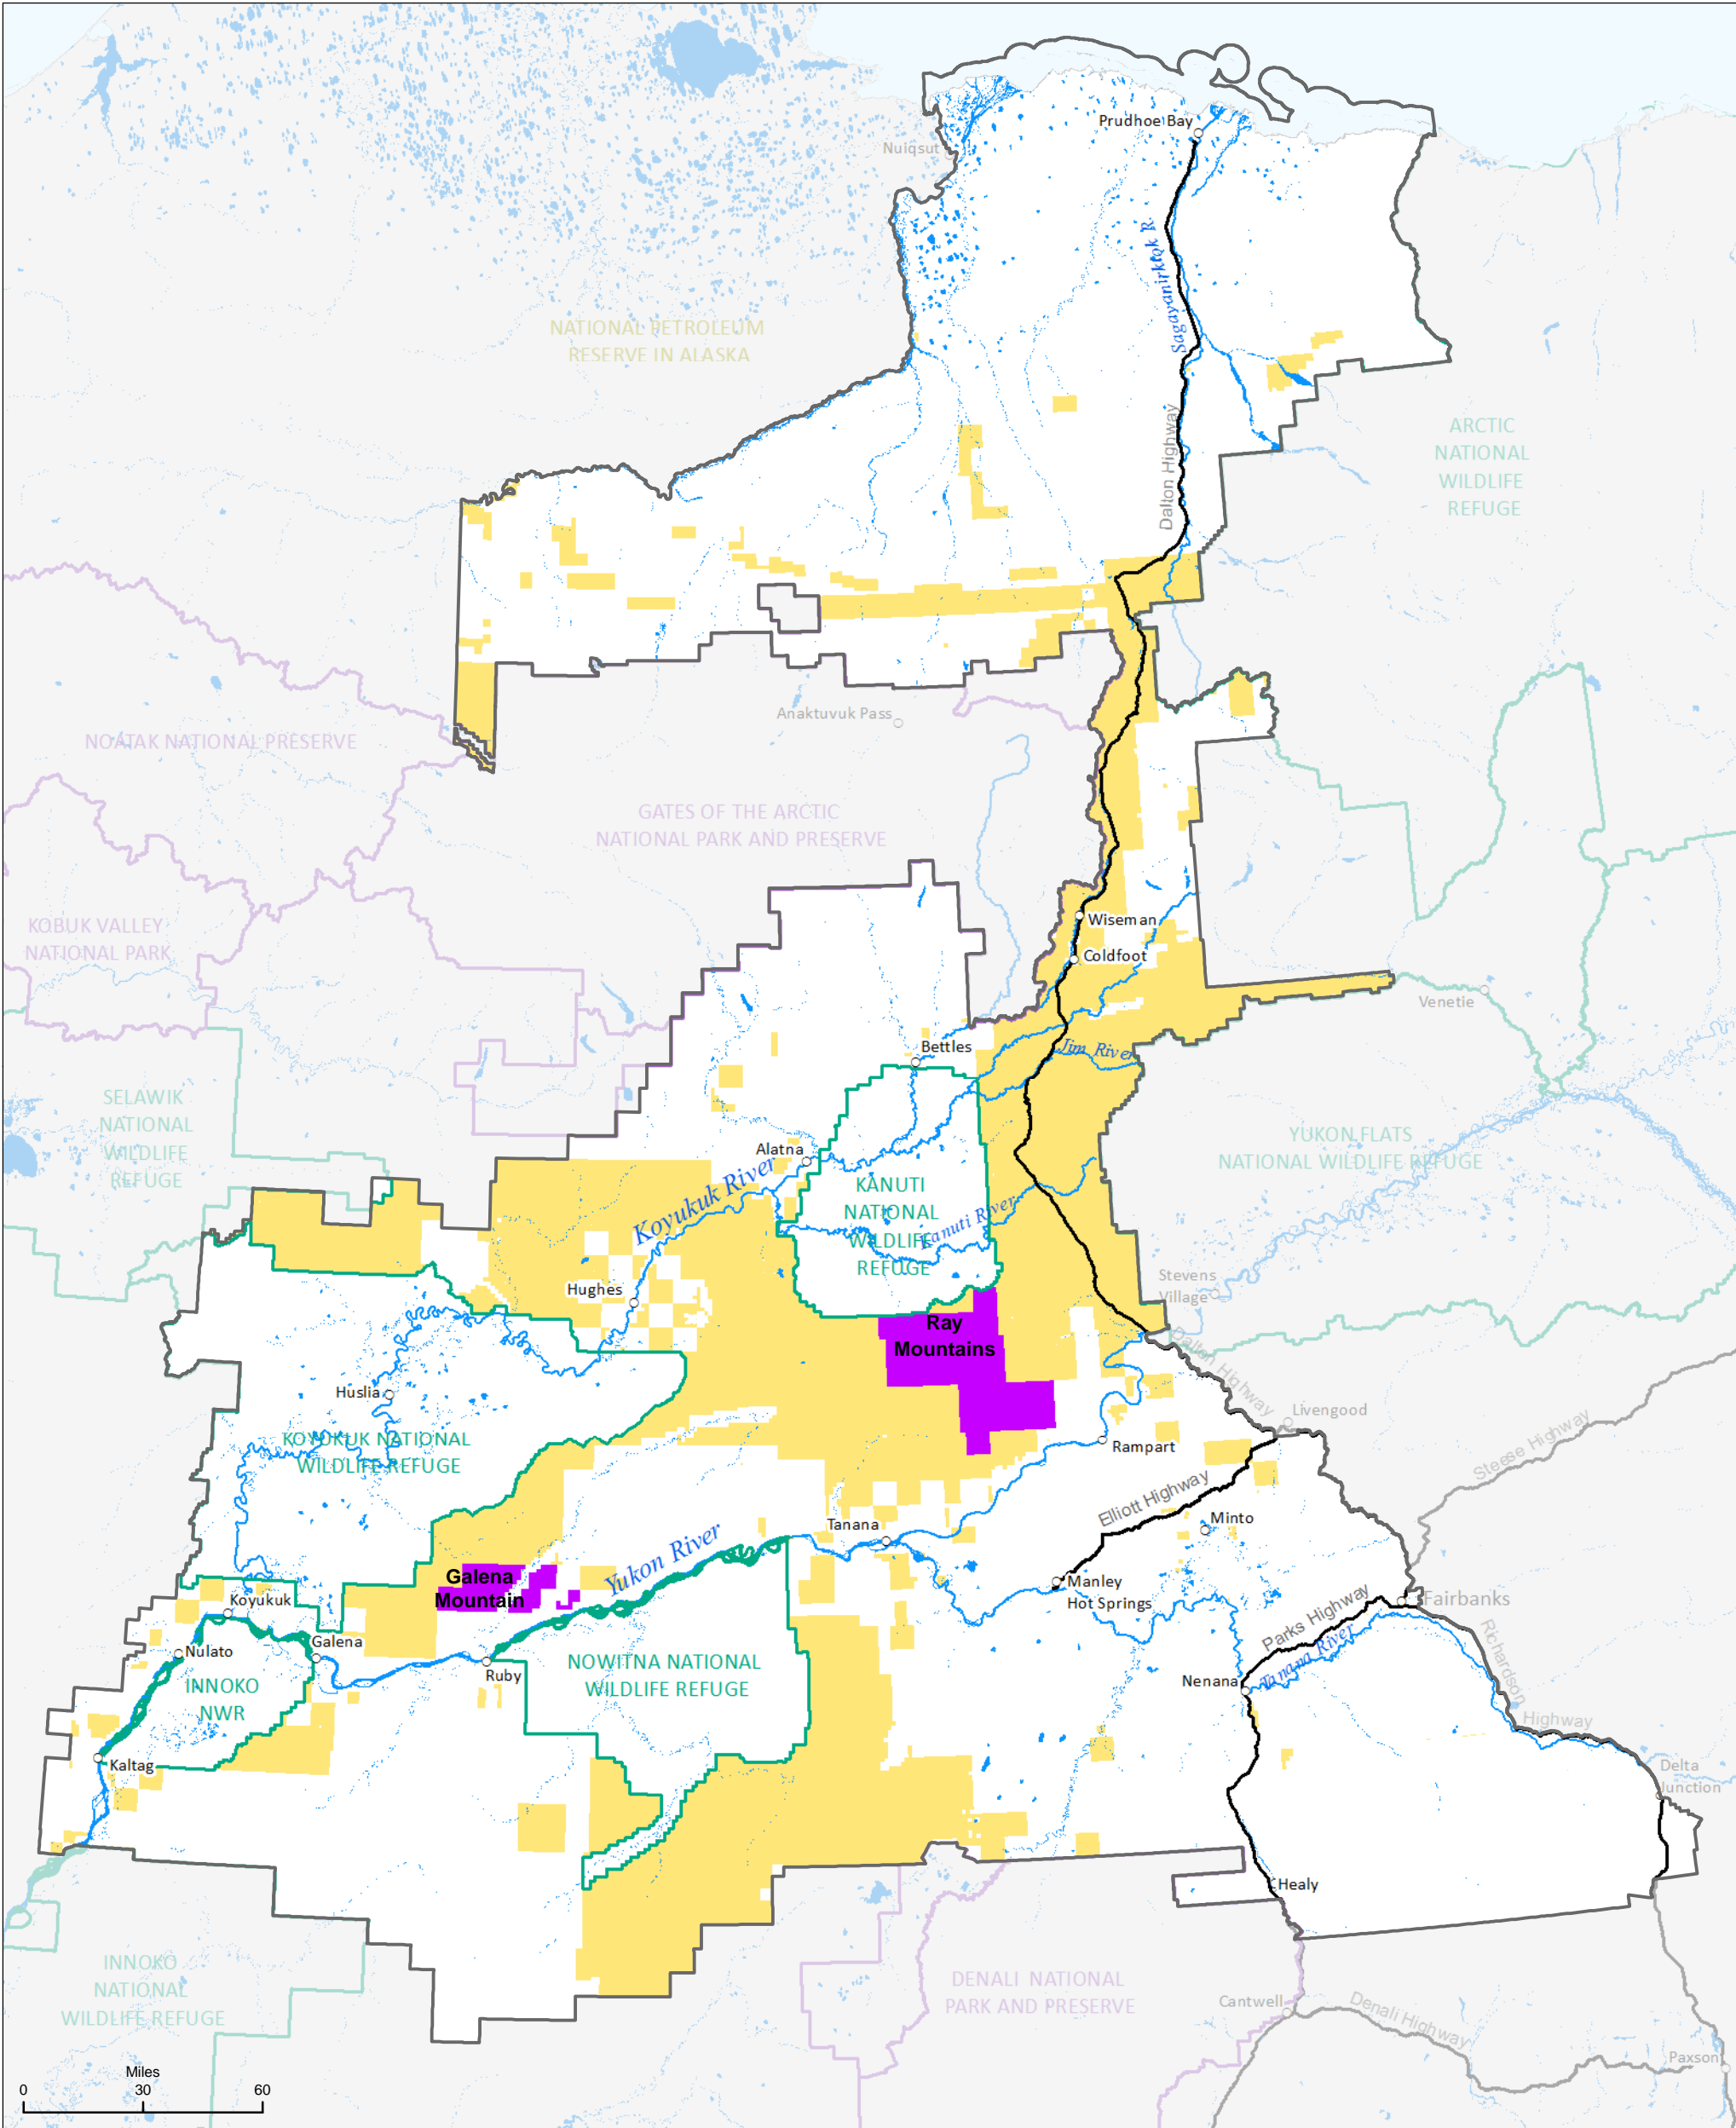 Prudhoe Bay
Nuiqsut
Sagavanirktok R.
NATIONAL PETROLEUM
RESERVE IN ALASKA
Dalton Highway
ARCTIC
NATIONAL
WILDLIFE
REFUGE
Anaktuvuk Pass
NOATAK NATIONAL PRESERVE
GATES OF THE ARCTIC
NATIONAL PARK AND PRESERVE
KOBUK VALLEY
NATIONAL PARK
Wiseman
Coldfoot
Venetie
Bettles
Jim River
SELAWIK
NATIONAL
WILDLIFE
REFUGE
YUKON FLATS
NATIONAL WILDLIFE REFUGE
Alatna
Koyukuk River
KANUTI
NATIONAL
WILDLIFE
REFUGE
Kanuti River
Hughes
Stevens
Village
Ray
Mountains
Dalton Highway
Huslia
Livengood
KOYUKUK NATIONAL
WILDLIFE REFUGE
Rampart
Steese Highway
Elliott Highway
Minto
Tanana
Yukon River
Galena
Mountain
Manley
Hot Springs
Koyukuk
Fairbanks
Parks Highway
Tanana River
Richardson
Highway
Nulato
Galena
Ruby
INNOKO
NWR
NOWITNA NATIONAL
WILDLIFE REFUGE
Nenana
Kaltag
Delta
Junction
Healy
INNOKO
NATIONAL
WILDLIFE REFUGE
DENALI NATIONAL
PARK AND PRESERVE
Cantwell
Denali Highway
Paxson
Miles
0 30 60